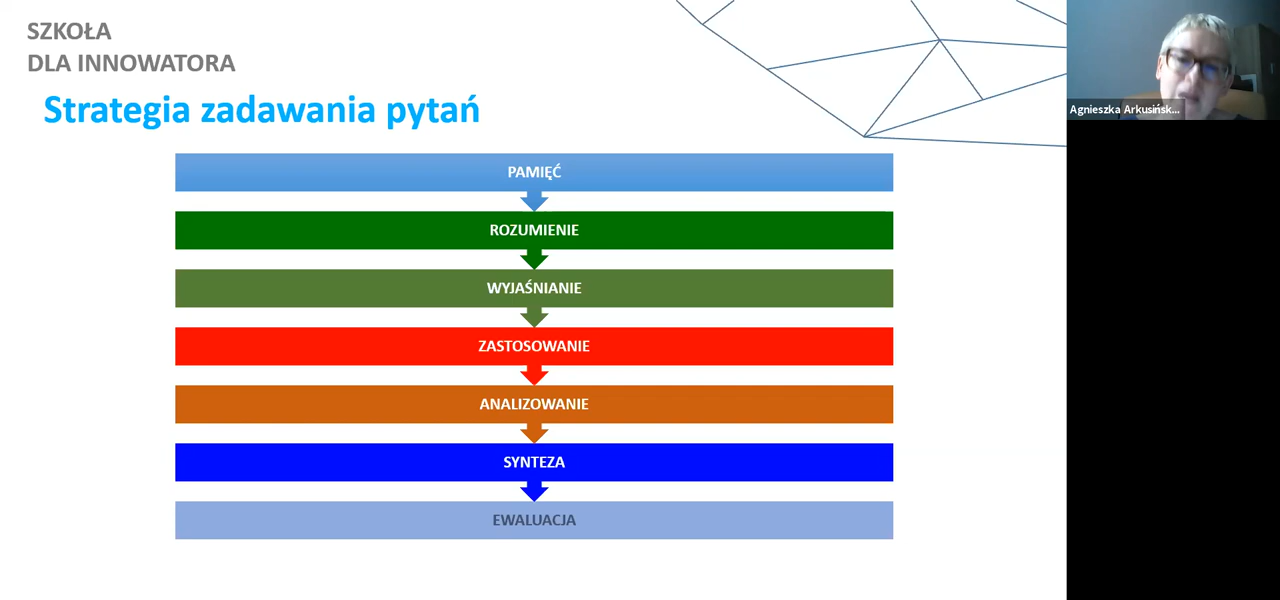 SZKOŁA
DLA INNOWATORA
Strategia zadawania pytań
PAMIĘĆ
ROZUMIENIE
WYJAŚNIANIE
ZASTOSOWANIE
ANALIZOWANIE
SYNTEZA
EWALUACJA
Agnieszka Arkusińsk...